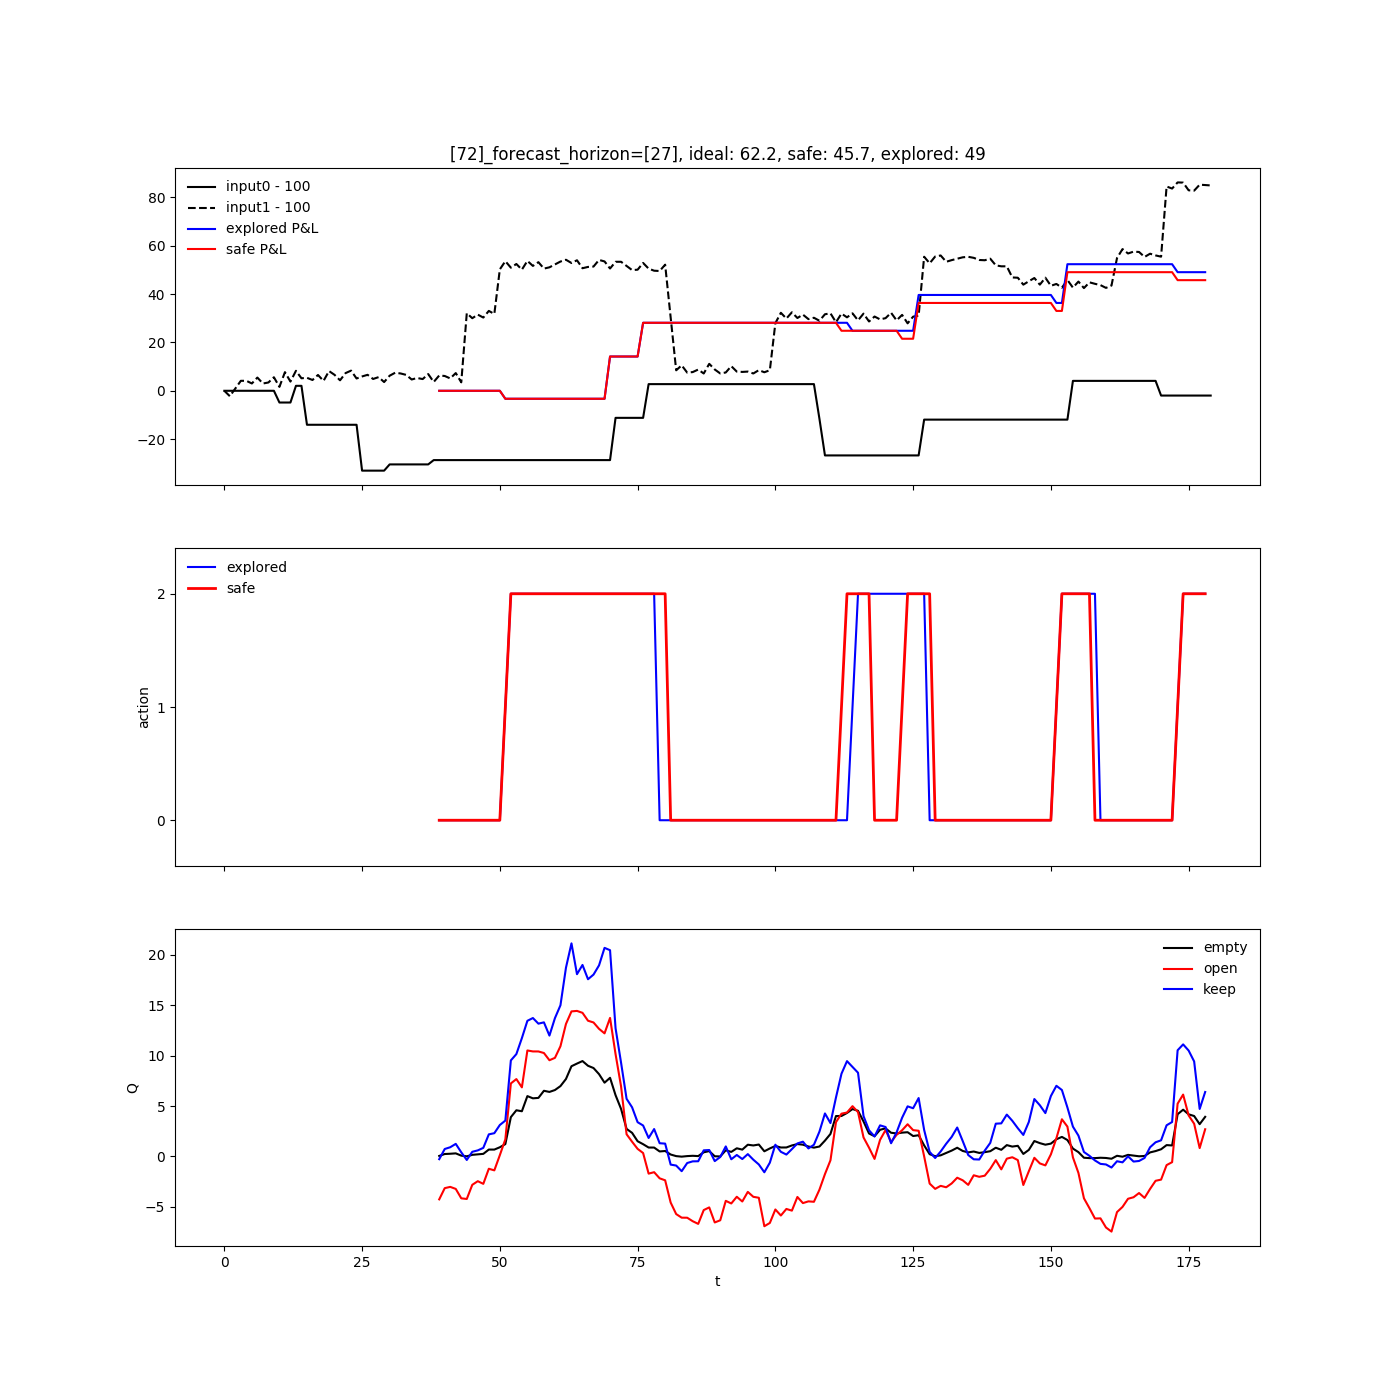 [72]_forecast_horizon=[27], ideal: 62.2, safe: 45.7, explored: 49
input0 - 100
input1 - 100
explored P&L
safe P&L
80
60
40
20
0
−20
explored
safe
2
1
0
action
empty
open
keep
20
15
10
5
0
−5
Q
0 25 50 75 100 125 150 175
t